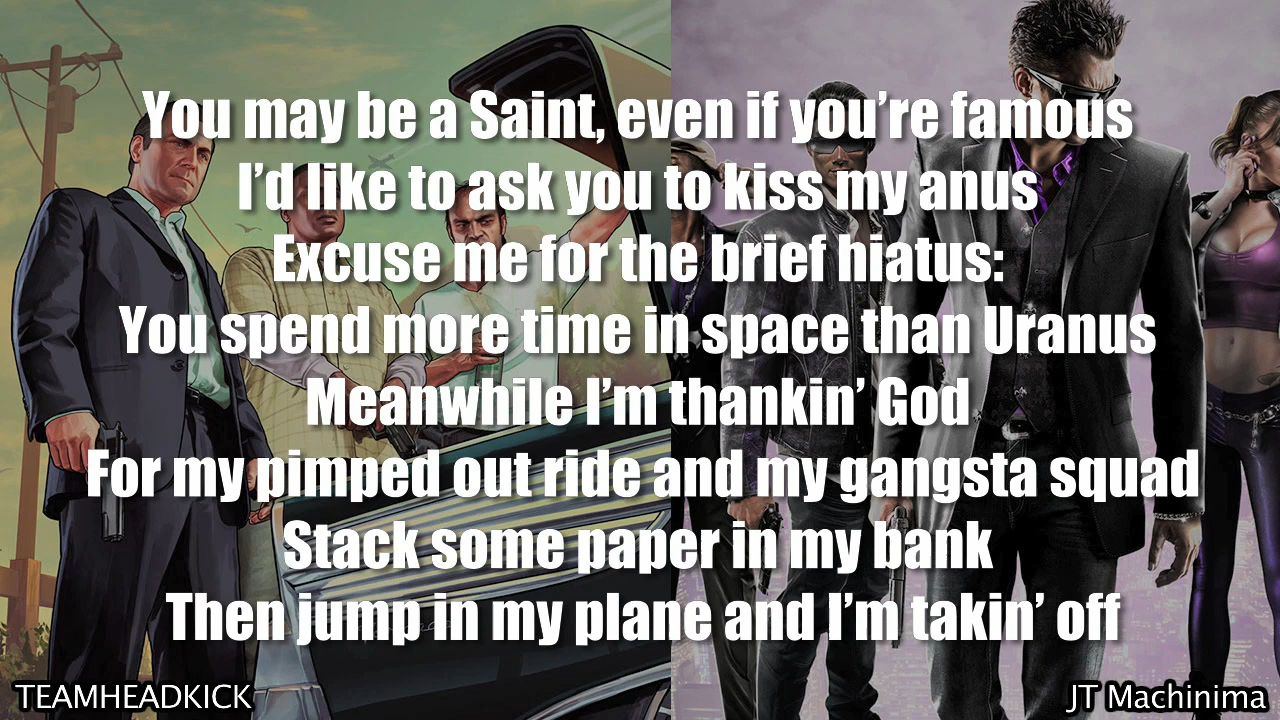 You may be a Saint, even if you’re famous
I’d like to ask you to kiss my anus
Excuse me for the brief hiatus:
You spend more time in space than Uranus
Meanwhile I’m thankin’ God
For my pimped out ride and my gangsta squad
Stack some paper in my bank
Then jump in my plane and I’m takin’ off
TEAMHEADKICK
JT Machinima